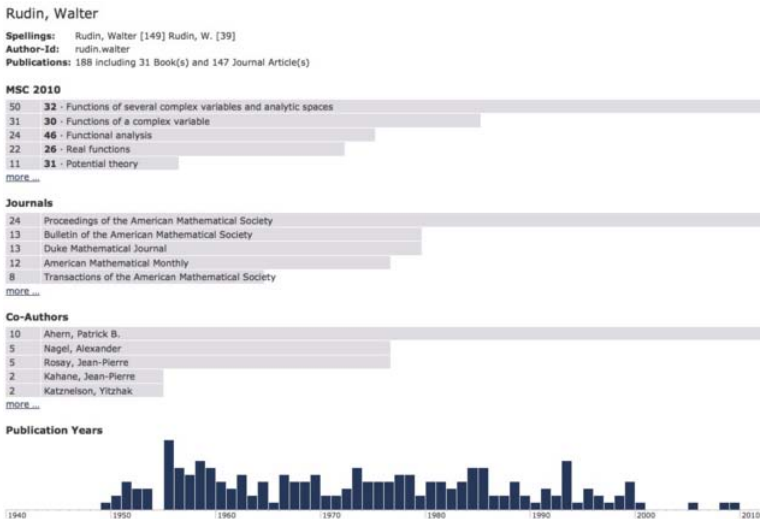 Rudin, Walter
Spellings: Rudin, Walter [149] Rudin, W. [39]
Author-Id: rudin.walter
Publications: 188 including 31 Book(s) and 147 Journal Article(s)
MSC 2010
50 32 - Functions of several complex variables and analytic spaces
31 30 - Functions of a complex variable
24 46 - Functional analysis
22 26 - Real functions
11 31 - Potential theory
more ...
Journals
24 Proceedings of the American Mathematical Society
13 Bulletin of the American Mathematical Society
13 Duke Mathematical Journal
12 American Mathematical Monthly
8 Transactions of the American Mathematical Society
more ...
Co-Authors
10 Ahern, Patrick B.
5 Nagel, Alexander
5 Rosay, Jean-Pierre
2 Kahane, Jean-Pierre
2 Katznelson, Yitzhak
more ...
Publication Years
1940 1950 1960 1970 1980 1990 2000 2010